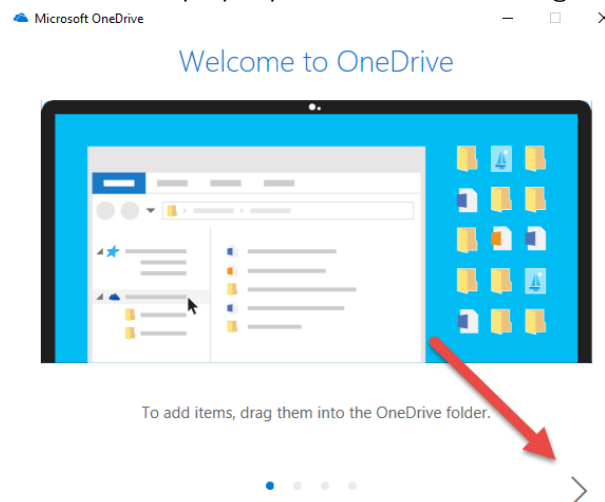 Microsoft OneDrive
Welcome to OneDrive
To add items, drag them into the OneDrive folder.